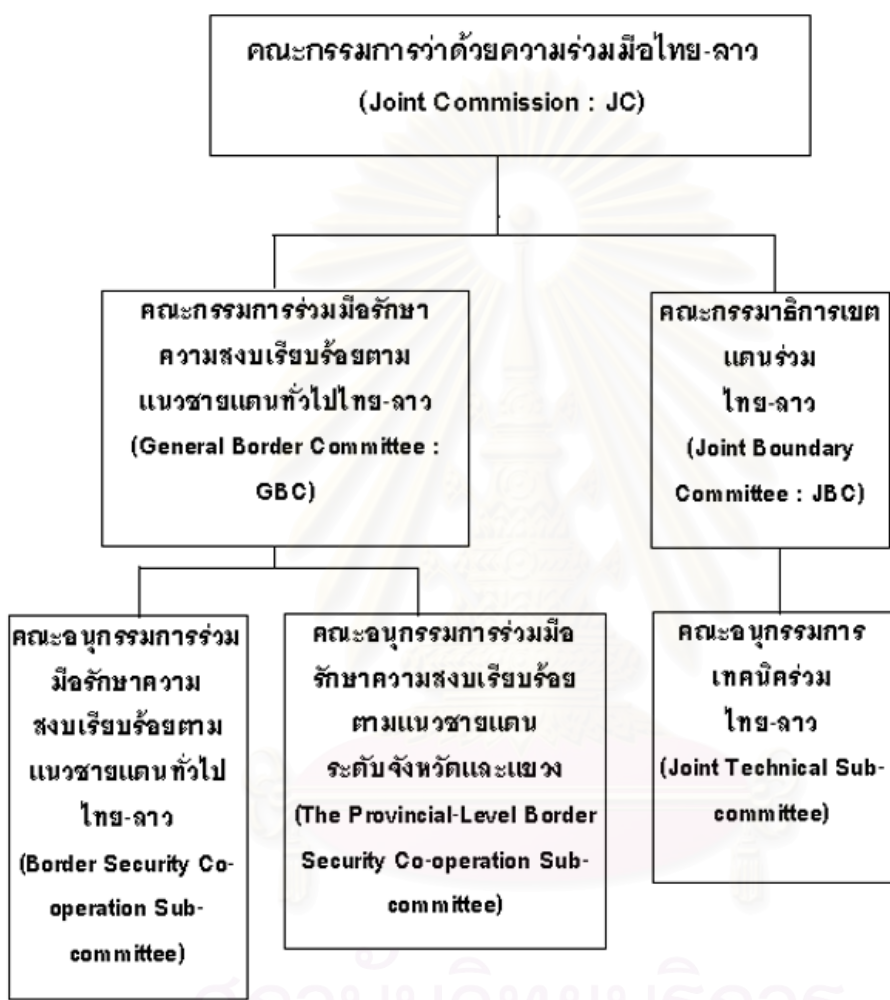 คณะกรรมการว่าด้วยความร่วมมือไทย-ลาว
(Joint Commission : JC)
คณะกรรมการร่วมมือรักษา
ความสงบเรียบร้อยตาม
แนวชายแดนทั่วไปไทย-ลาว
(General Border Committee :
GBC)
คณะกรรมาธิการเขต
แดนร่วม
ไทย-ลาว
(Joint Boundary
Committee : JBC)
คณะอนุกรรมการร่วม
มือรักษาความ
สงบเรียบร้อยตาม
แนวชายแดนทั่วไป
ไทย-ลาว
(Border Security Co-
operation Sub-
committee)
คณะอนุกรรมการร่วมมือ
รักษาความสงบเรียบร้อย
ตามแนวชายแดน
ระดับจังหวัดและแขวง
(The Provincial-Level Border
Security Co-operation Sub-
committee)
คณะอนุกรรมการ
เทคนิคร่วม
ไทย-ลาว
(Joint Technical Sub-
committee)
สถาบันวิทยบริการ